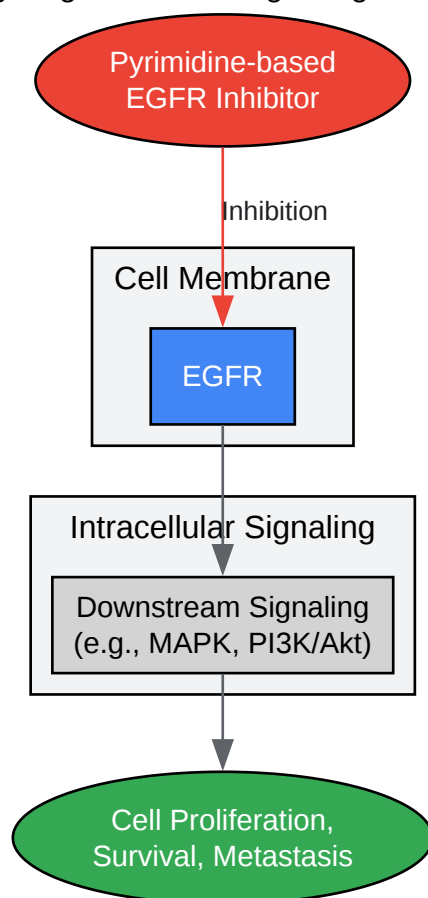 Pyrimidine-based
EGFR Inhibitor
Inhibition
Cell Membrane
EGFR
Intracellular Signaling
Downstream Signaling
(e.g., MAPK, PI3K/Akt)
Cell Proliferation,
Survival, Metastasis